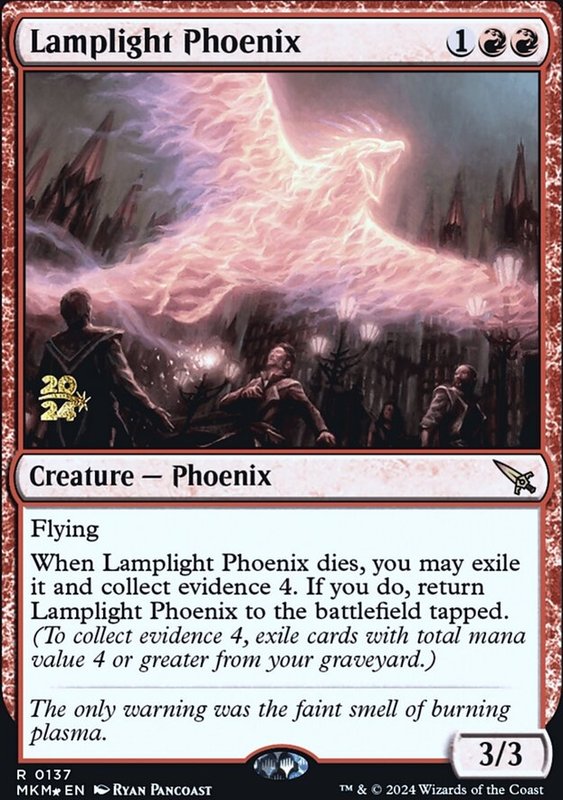 Lamplight Phoenix 1
2024
Creature — Phoenix
Flying
When Lamplight Phoenix dies, you may exile
it and collect evidence 4. If you do, return
Lamplight Phoenix to the battlefield tapped.
(To collect evidence 4, exile cards with total mana
value 4 or greater from your graveyard.)
The only warning was the faint smell of burning
plasma.
3/3
R 0137
MKM★EN Ryan Pancoast
™ & © 2024 Wizards of the Coast